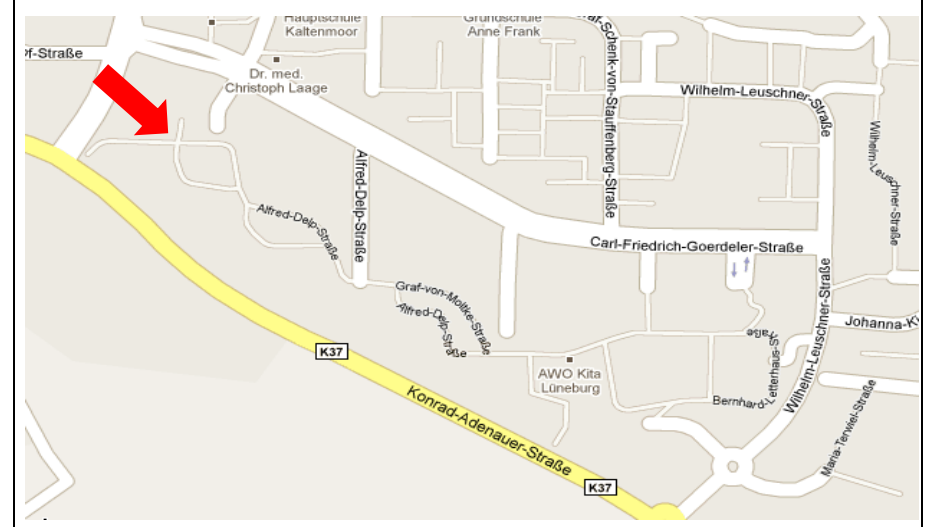 Hauptschule
Kaltenmoor
Grundschule
Anne Frank
af-Schenk-von-Stauffenberg-Straße
Pf-Straße
Dr. med.
Christoph Laage
Wilhelm-Leuschner-Straße
Wilhelm-Leuschner-Straße
Alfred-Delp-Straße
Alfred-Delp-Straße
Carl-Friedrich-Goerdeler-Straße
Graf-von-Moltke-Straße
Alfred-Delp-Straße
Wilhelm-Leuschner-Straße
Johanna-K
K37
AWO Kita
Lüneburg
Bernhard-Letterhaus-Straße
Maria-Terwiel-Straße
Konrad-Adenauer-Straße
K37